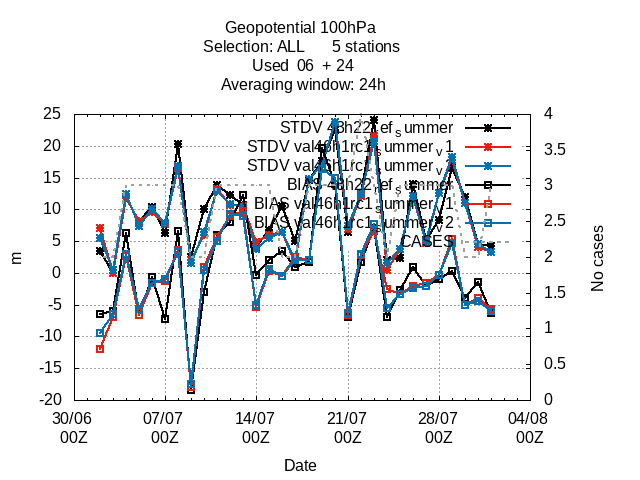 Geopotential 100hPa
Selection: ALL 5 stations
Used 06 + 24
Averaging window: 24h
25
20
15
10
5
0
-5
-10
-15
-20
m
4
3.5
3
2.5
2
1.5
1
0.5
0
No cases
STDV 43h22_ef_summer
STDV val46h1rc1_summer_v1
STDV val46h1rc1_summer_v2
BIAS 43h22_ef_summer
BIAS val46h1rc1_summer_v1
BIAS val46h1rc1_summer_v2
CASES
30/06 07/07 14/07 21/07 28/07 04/08
00Z 00Z 00Z 00Z 00Z 00Z
Date